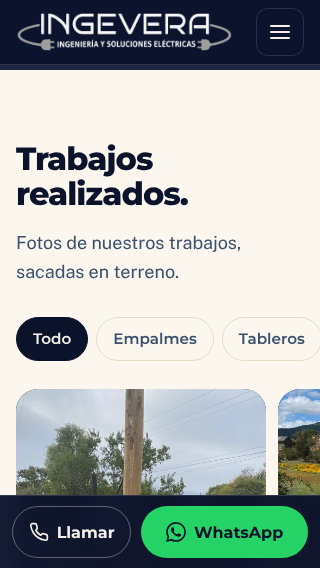 INGEVERA
INGENIERÍA Y SOLUCIONES ELÉCTRICAS
Trabajos
realizados.
Fotos de nuestros trabajos,
sacadas en terreno.
Todo
Empalmes
Tableros
Llamar
WhatsApp